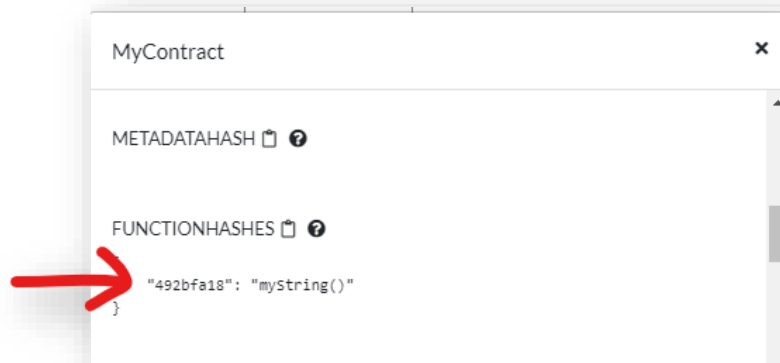 MyContract
METADATAHASH
FUNCTIONHASHES
{
"492bfa18": "myString()"
}